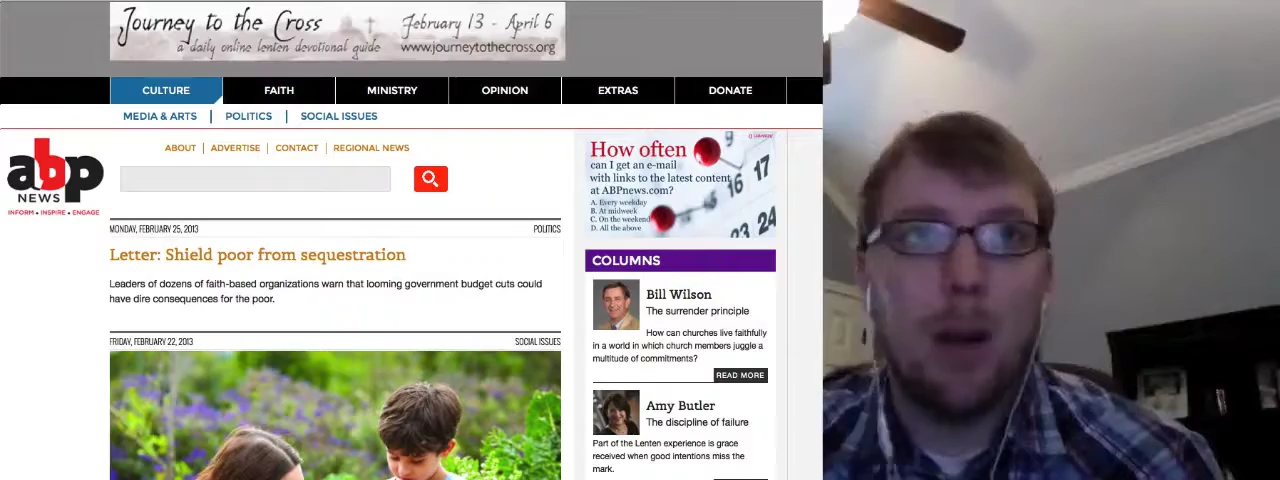 Journey to the Cross
February 13 - April 6
a daily online lenten devotional guide
www.journeytothecross.org
CULTURE
FAITH
MINISTRY
OPINION
EXTRAS
DONATE
MEDIA & ARTS
POLITICS
SOCIAL ISSUES
abp
NEWS
INFORM • INSPIRE • ENGAGE
ABOUT
ADVERTISE
CONTACT
REGIONAL NEWS
MONDAY, FEBRUARY 25, 2013
POLITICS
Letter: Shield poor from sequestration
Leaders of dozens of faith-based organizations warn that looming government budget cuts could
have dire consequences for the poor.
FRIDAY, FEBRUARY 22, 2013
SOCIAL ISSUES
How often
can I get an e-mail
with links to the latest content
at ABPnews.com?
A. Every weekday
B. At midweek
C. On the weekend
D. All the above
17
16
24
23
COLUMNS
Bill Wilson
The surrender principle
How can churches live faithfully
in a world in which church members juggle a
multitude of commitments?
READ MORE
Amy Butler
The discipline of failure
Part of the Lenten experience is grace
received when good intentions miss the
mark.